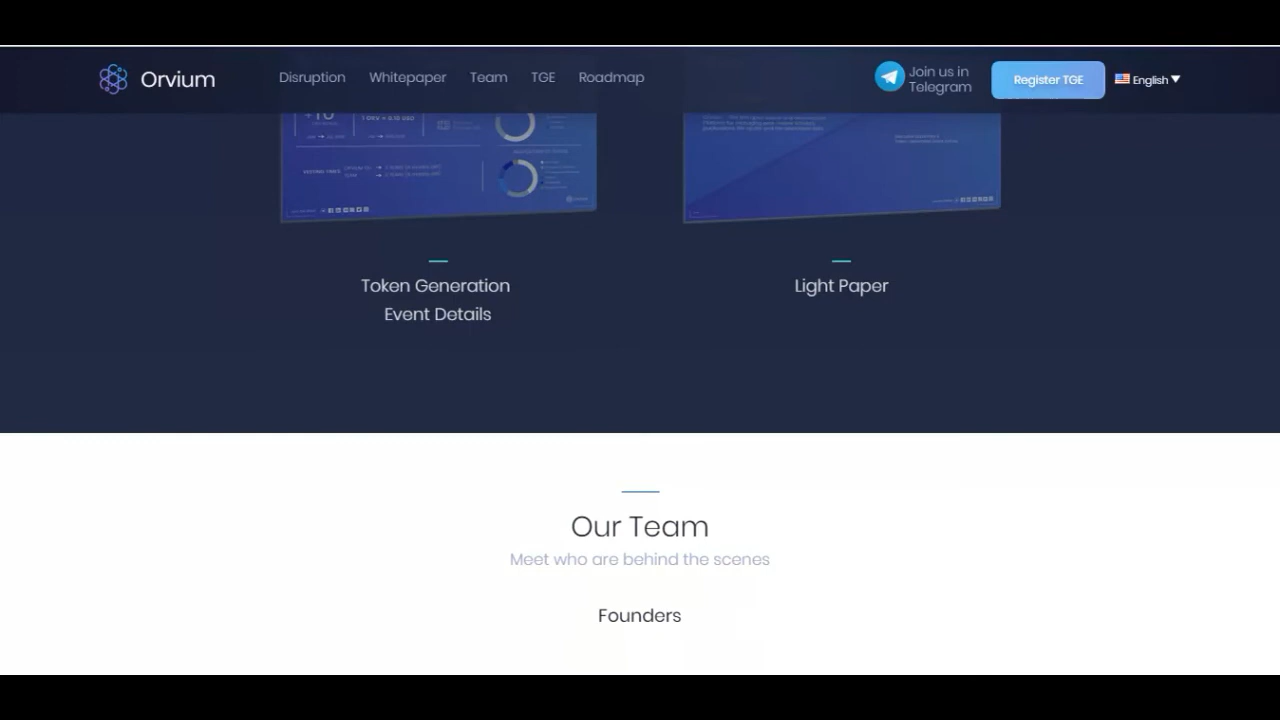 Orvium
Disruption
Whitepaper
Team
TGE
Roadmap
Join us in
Telegram
Register TGE
English
Token Generation
Event Details
Light Paper
Our Team
Meet who are behind the scenes
Founders